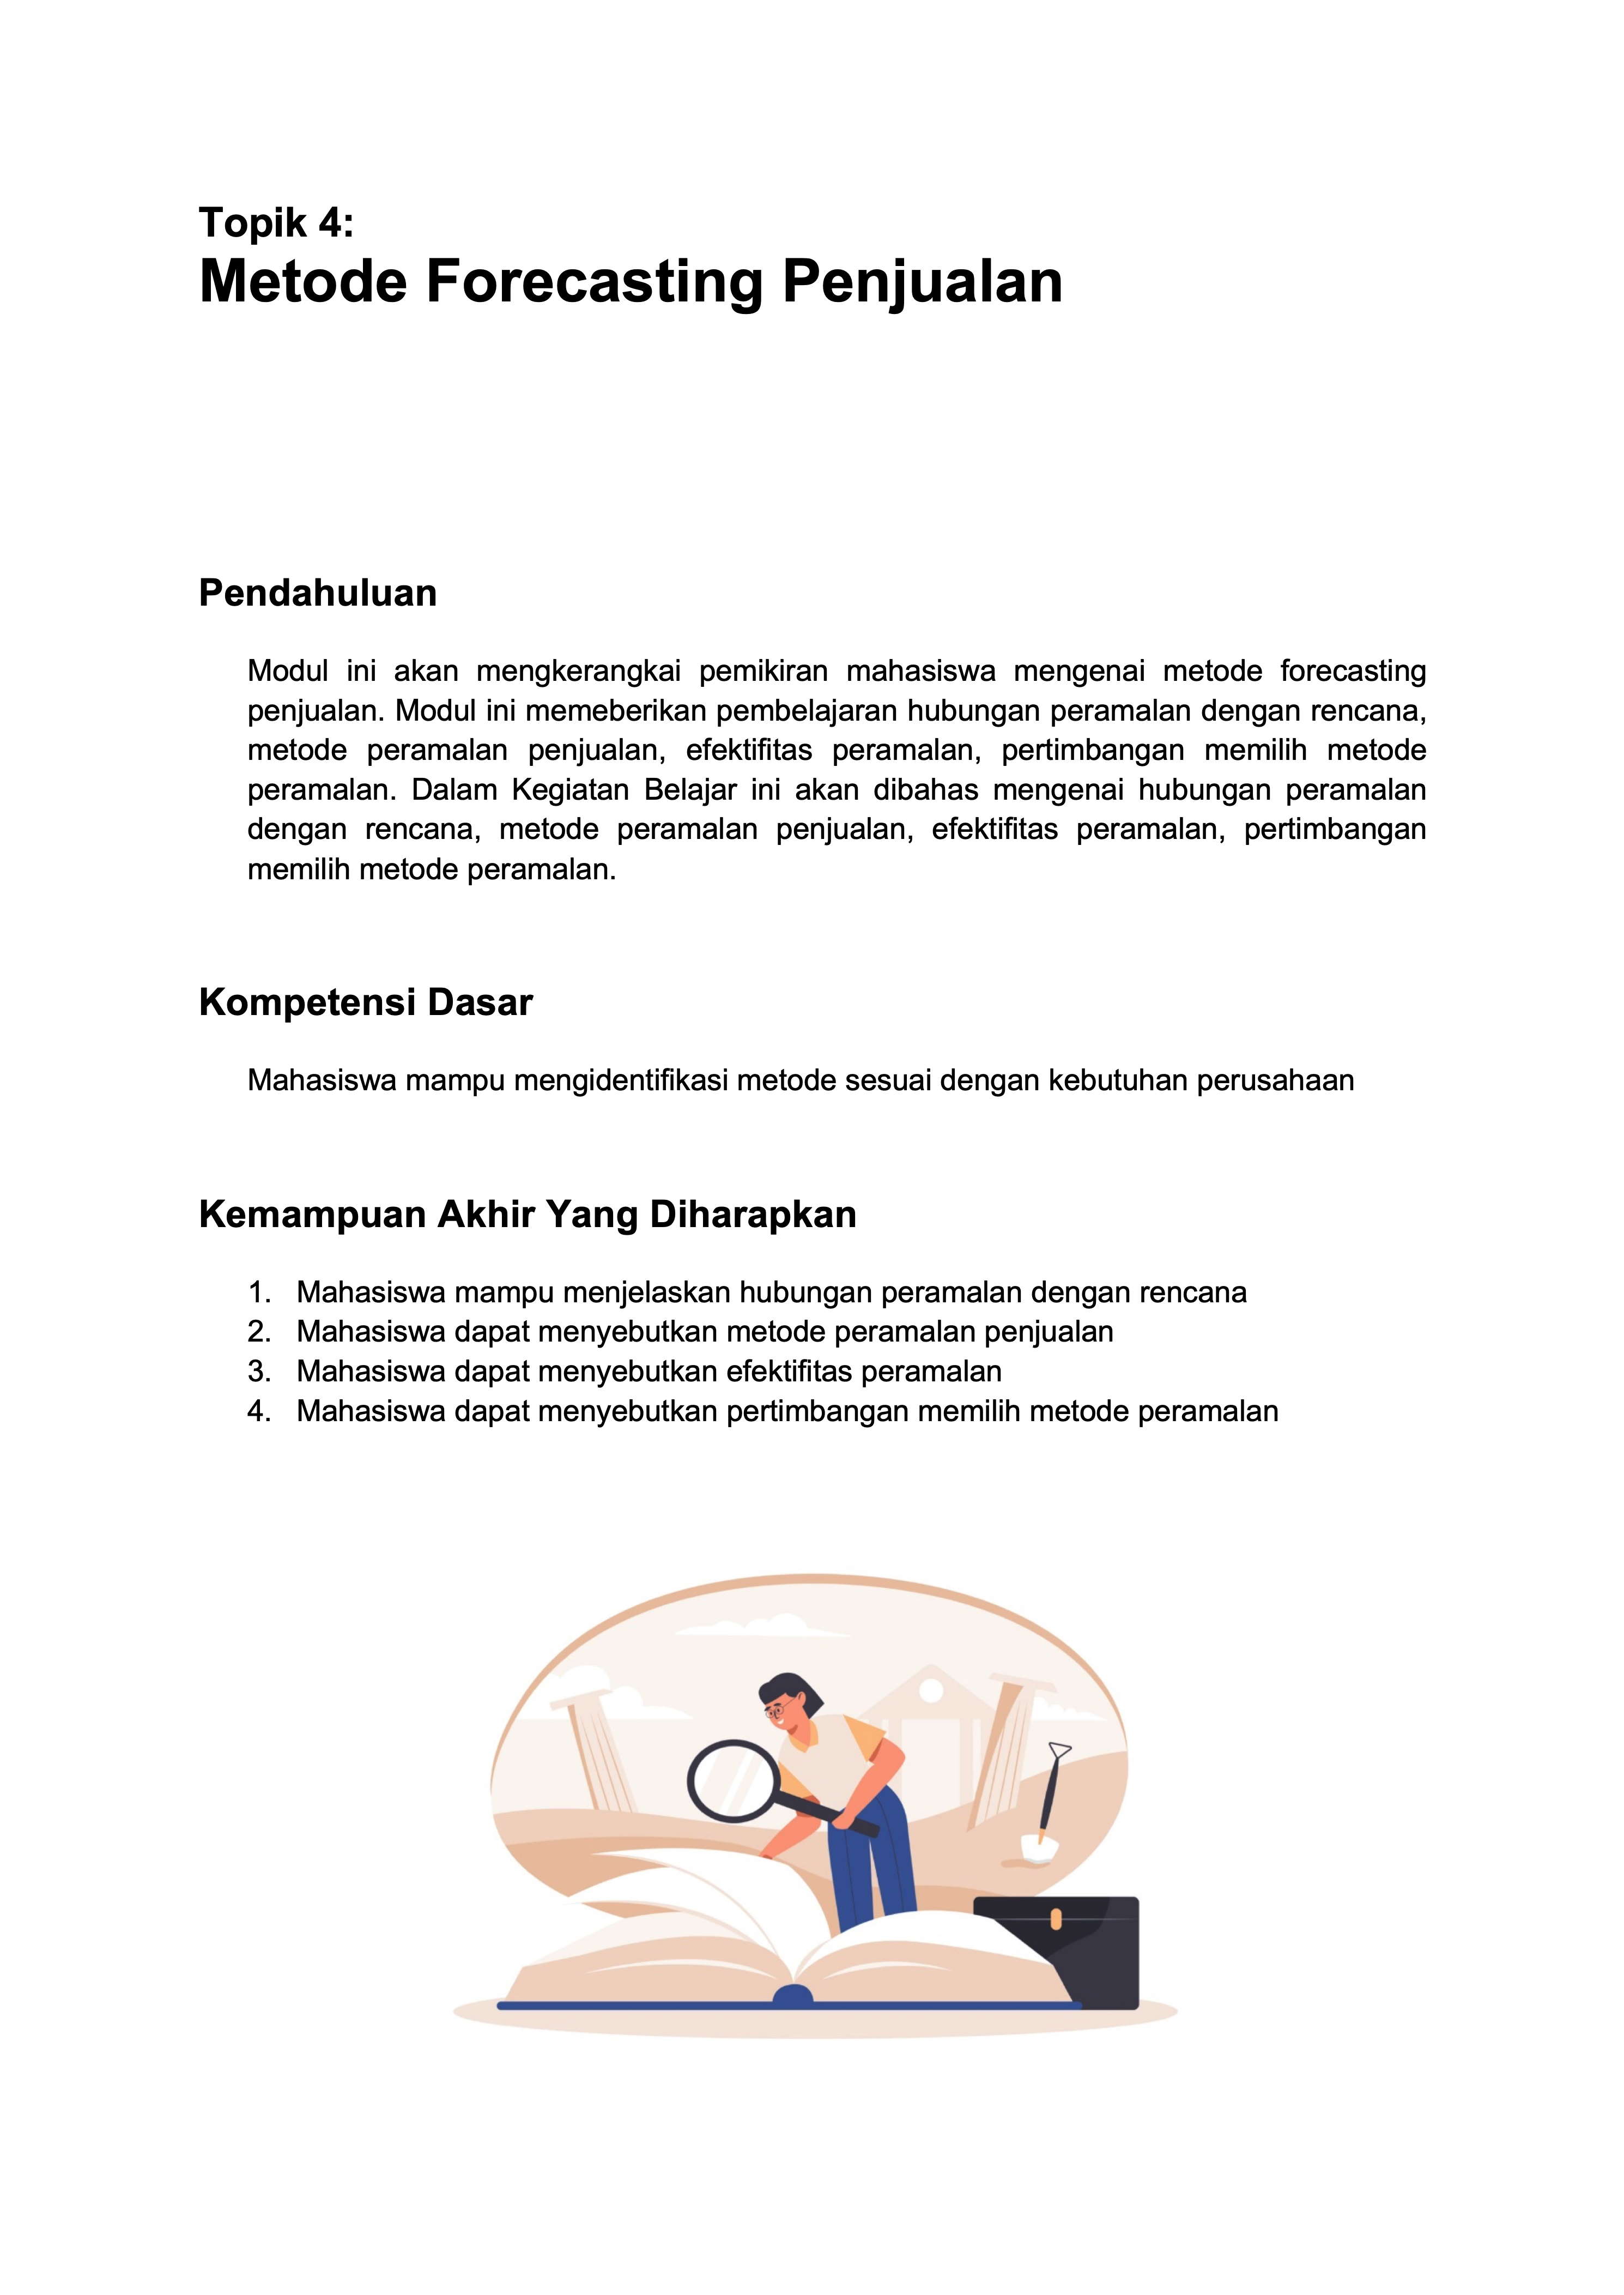 Topik 4:
Metode Forecasting Penjualan
Pendahuluan
Modul ini akan mengkerangkai pemikiran mahasiswa mengenai metode forecasting
penjualan. Modul ini memeberikan pembelajaran hubungan peramalan dengan rencana,
metode peramalan penjualan, efektifitas peramalan, pertimbangan memilih metode
peramalan. Dalam Kegiatan Belajar ini akan dibahas mengenai hubungan peramalan
dengan rencana, metode peramalan penjualan, efektifitas peramalan, pertimbangan
memilih metode peramalan.
Kompetensi Dasar
Mahasiswa mampu mengidentifikasi metode sesuai dengan kebutuhan perusahaan
Kemampuan Akhir Yang Diharapkan
1. Mahasiswa mampu menjelaskan hubungan peramalan dengan rencana
2. Mahasiswa dapat menyebutkan metode peramalan penjualan
3. Mahasiswa dapat menyebutkan efektifitas peramalan
4. Mahasiswa dapat menyebutkan pertimbangan memilih metode peramalan